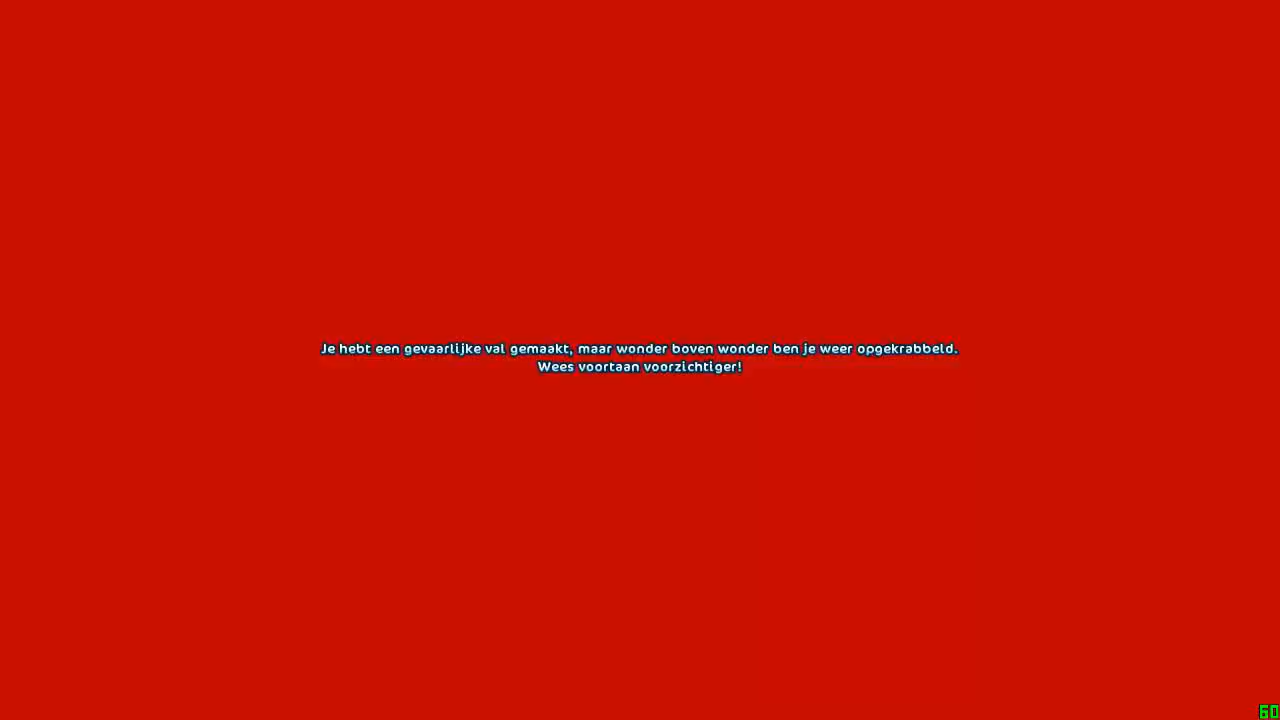 Je hebt een gevaarlijke val gemaakt, maar wonder boven wonder ben je weer opgekrabbeld.
Wees voortaan voorzichtiger!
60